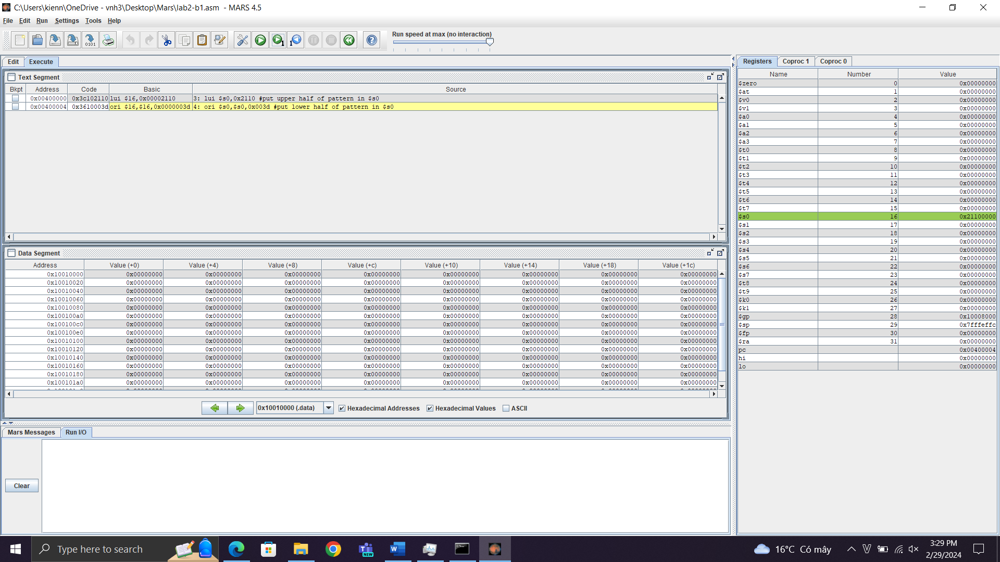 C:\Users\kienn\OneDrive - vnh3\Desktop\Mars\lab2-b1.asm - MARS 4.5
File Edit Run Settings Tools Help
Run speed at max (no interaction)
Edit Execute
Text Segment
Bkpt Address Code Basic Source
0x00400000 0x3c102110 lui $16,0x00002110 3: lui $s0,0x2110 #put upper half of pattern in $s0
0x00400004 0x3610003d ori $16,$16,0x0000003d 4: ori $s0,$s0,0x003d #put lower half of pattern in $s0
Data Segment
Address Value (+0) Value (+4) Value (+8) Value (+c) Value (+10) Value (+14) Value (+18) Value (+1c)
0x10010000 0x00000000 0x00000000 0x00000000 0x00000000 0x00000000 0x00000000 0x00000000 0x00000000
0x10010020 0x00000000 0x00000000 0x00000000 0x00000000 0x00000000 0x00000000 0x00000000 0x00000000
0x10010040 0x00000000 0x00000000 0x00000000 0x00000000 0x00000000 0x00000000 0x00000000 0x00000000
0x10010060 0x00000000 0x00000000 0x00000000 0x00000000 0x00000000 0x00000000 0x00000000 0x00000000
0x10010080 0x00000000 0x00000000 0x00000000 0x00000000 0x00000000 0x00000000 0x00000000 0x00000000
0x100100a0 0x00000000 0x00000000 0x00000000 0x00000000 0x00000000 0x00000000 0x00000000 0x00000000
0x100100c0 0x00000000 0x00000000 0x00000000 0x00000000 0x00000000 0x00000000 0x00000000 0x00000000
0x100100e0 0x00000000 0x00000000 0x00000000 0x00000000 0x00000000 0x00000000 0x00000000 0x00000000
0x10010100 0x00000000 0x00000000 0x00000000 0x00000000 0x00000000 0x00000000 0x00000000 0x00000000
0x10010120 0x00000000 0x00000000 0x00000000 0x00000000 0x00000000 0x00000000 0x00000000 0x00000000
0x10010140 0x00000000 0x00000000 0x00000000 0x00000000 0x00000000 0x00000000 0x00000000 0x00000000
0x10010160 0x00000000 0x00000000 0x00000000 0x00000000 0x00000000 0x00000000 0x00000000 0x00000000
0x10010180 0x00000000 0x00000000 0x00000000 0x00000000 0x00000000 0x00000000 0x00000000 0x00000000
0x100101a0 0x00000000 0x00000000 0x00000000 0x00000000 0x00000000 0x00000000 0x00000000 0x00000000
0x10010000 (.data) Hexadecimal Addresses Hexadecimal Values ASCII
Mars Messages Run I/O
Clear
Registers Coproc 1 Coproc 0
Name Number Value
$zero 0 0x00000000
$at 1 0x00000000
$v0 2 0x00000000
$v1 3 0x00000000
$a0 4 0x00000000
$a1 5 0x00000000
$a2 6 0x00000000
$a3 7 0x00000000
$t0 8 0x00000000
$t1 9 0x00000000
$t2 10 0x00000000
$t3 11 0x00000000
$t4 12 0x00000000
$t5 13 0x00000000
$t6 14 0x00000000
$t7 15 0x00000000
$s0 16 0x21100000
$s1 17 0x00000000
$s2 18 0x00000000
$s3 19 0x00000000
$s4 20 0x00000000
$s5 21 0x00000000
$s6 22 0x00000000
$s7 23 0x00000000
$t8 24 0x00000000
$t9 25 0x00000000
$k0 26 0x00000000
$k1 27 0x00000000
$gp 28 0x10008000
$sp 29 0x7fffeffc
$fp 30 0x00000000
$ra 31 0x00000000
pc 0x00400004
hi 0x00000000
lo 0x00000000
Type here to search
NEW
16°C Có mây
3:29 PM
2/29/2024